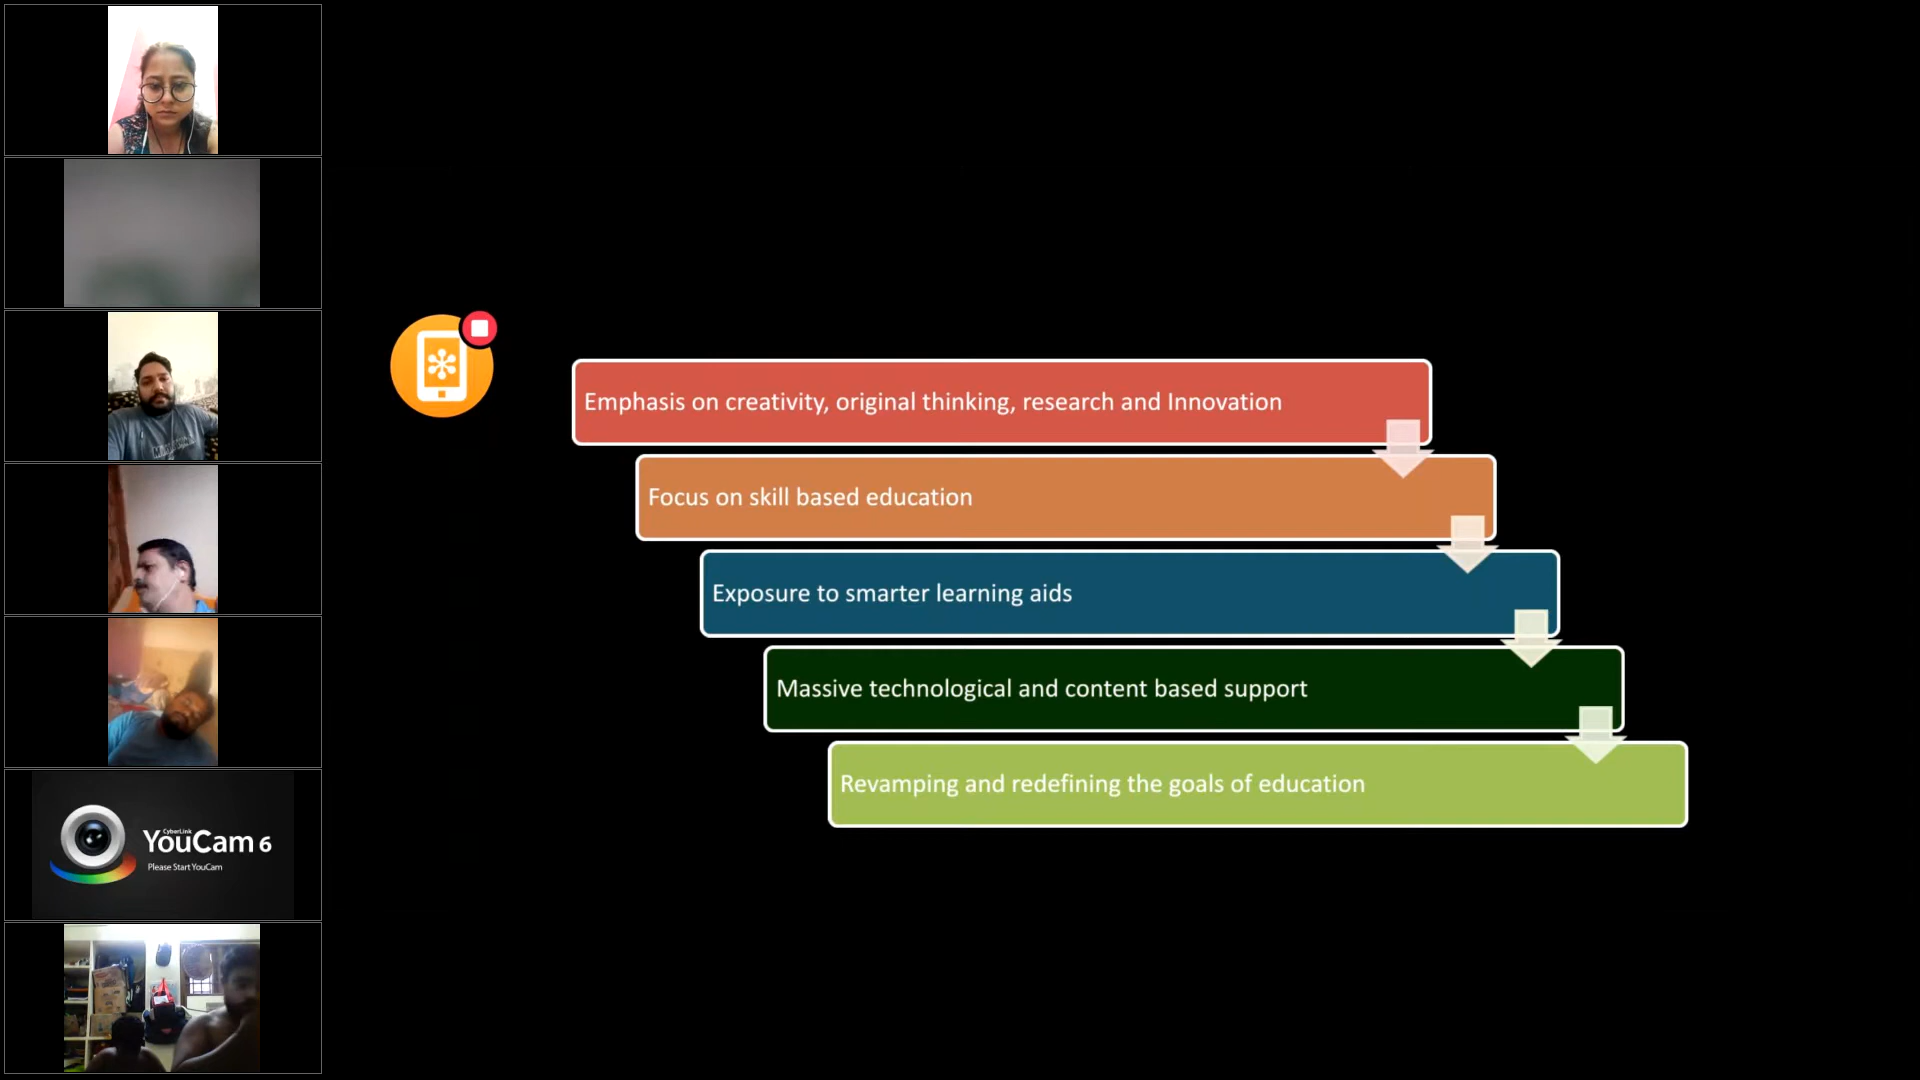 Emphasis on creativity, original thinking, research and Innovation
Focus on skill based education
Exposure to smarter learning aids
Massive technological and content based support
Revamping and redefining the goals of education
CyberLink
YouCam 6
Please Start YouCam